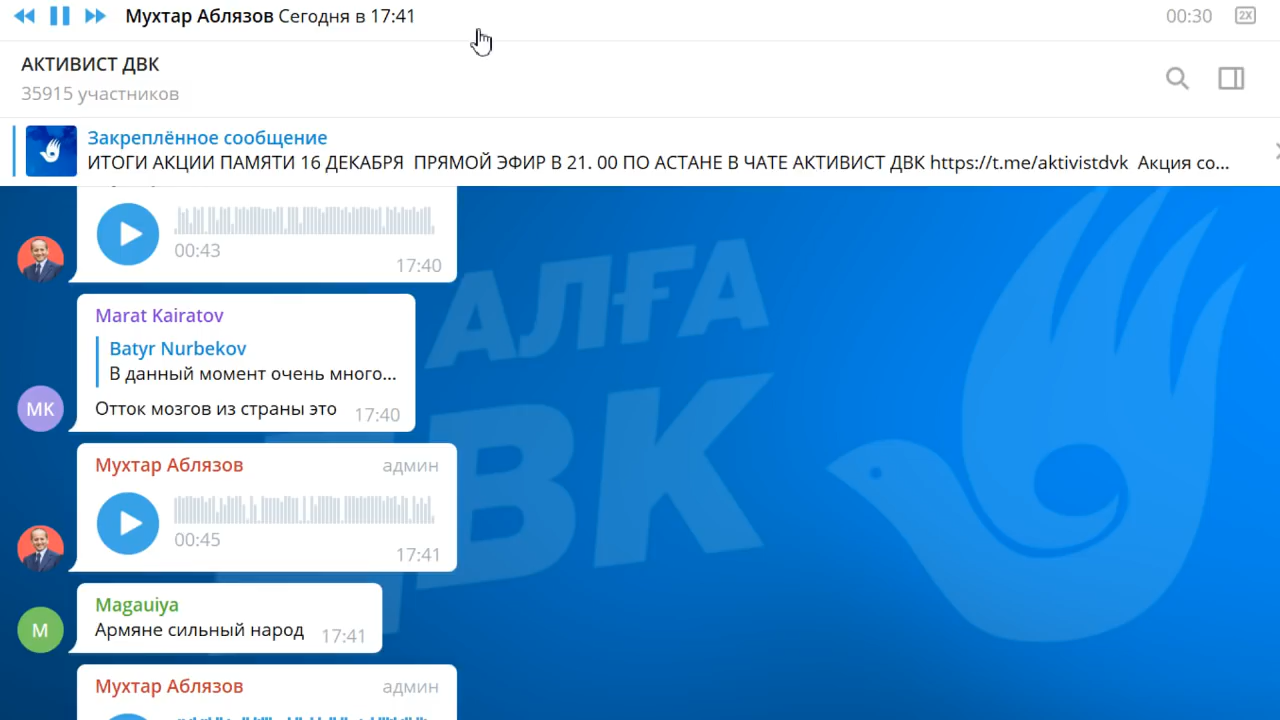 Мухтар Аблязов Сегодня в 17:41
00:30
2X
АКТИВИСТ ДВК
35915 участников
Закреплённое сообщение
ИТОГИ АКЦИИ ПАМЯТИ 16 ДЕКАБРЯ ПРЯМОЙ ЭФИР В 21. 00 ПО АСТАНЕ В ЧАТЕ АКТИВИСТ ДВК https://t.me/aktivistdvk Акция со...
00:43
17:40
Marat Kairatov
Batyr Nurbekov
В данный момент очень много...
МК
Отток мозгов из страны это 17:40
Мухтар Аблязов админ
00:45
17:41
Magauiya
М
Армяне сильный народ 17:41
Мухтар Аблязов админ
АЛҒА
ДВК